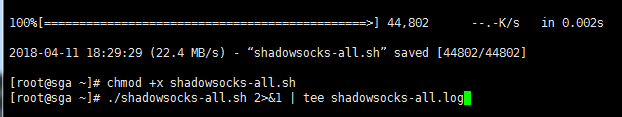 100%[==============================================>] 44,802      --.-K/s   in 0.002s
2018-04-11 18:29:29 (22.4 MB/s) - “shadowsocks-all.sh” saved [44802/44802]
[root@sga ~]# chmod +x shadowsocks-all.sh
[root@sga ~]# ./shadowsocks-all.sh 2>&1 | tee shadowsocks-all.log